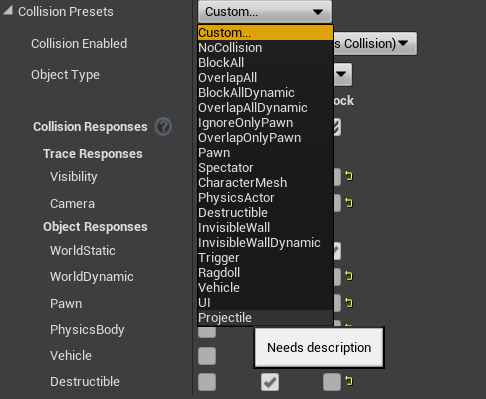 Collision Presets
Custom...
Custom...
Collision Enabled
s Collision)
NoCollision
BlockAll
OverlapAll
Object Type
BlockAllDynamic
OverlapAllDynamic
ock
IgnoreOnlyPawn
Collision Responses
?
OverlapOnlyPawn
Trace Responses
Pawn
Spectator
Visibility
CharacterMesh
PhysicsActor
Camera
Destructible
Object Responses
InvisibleWall
InvisibleWallDynamic
WorldStatic
Trigger
WorldDynamic
Ragdoll
Vehicle
Pawn
UI
Projectile
PhysicsBody
Needs description
Vehicle
Destructible